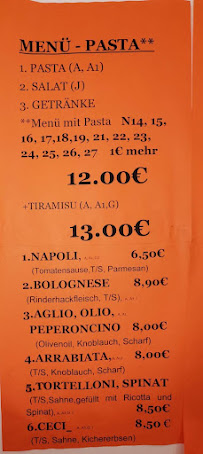 MENÜ - PASTA**
1. PASTA (A, A1)
2. SALAT (J)
3. GETRÄNKE
**Menü mit Pasta N14, 15,
16, 17,18,19, 21, 22, 23,
24, 25, 26, 27 1€ mehr
12.00€
+TIRAMISU (A, A1,G)
13.00€
1.NAPOLI, 6,50€
(Tomatensauce,T/S, Parmesan)
2.BOLOGNESE 8,90€
(Rinderhackfleisch, T/S),
3.AGLIO, OLIO,
PEPERONCINO 8,00€
(Olivenöl, Knoblauch, Scharf)
4.ARRABIATA, 8,00€
(T/S, Knoblauch, Scharf)
5.TORTELLONI, SPINAT
(T/S,Sahne,gefüllt mit Ricotta und
Spinat), 8,50€
6.CECI_ 8.50 €
(T/S, Sahne, Kichererbsen)